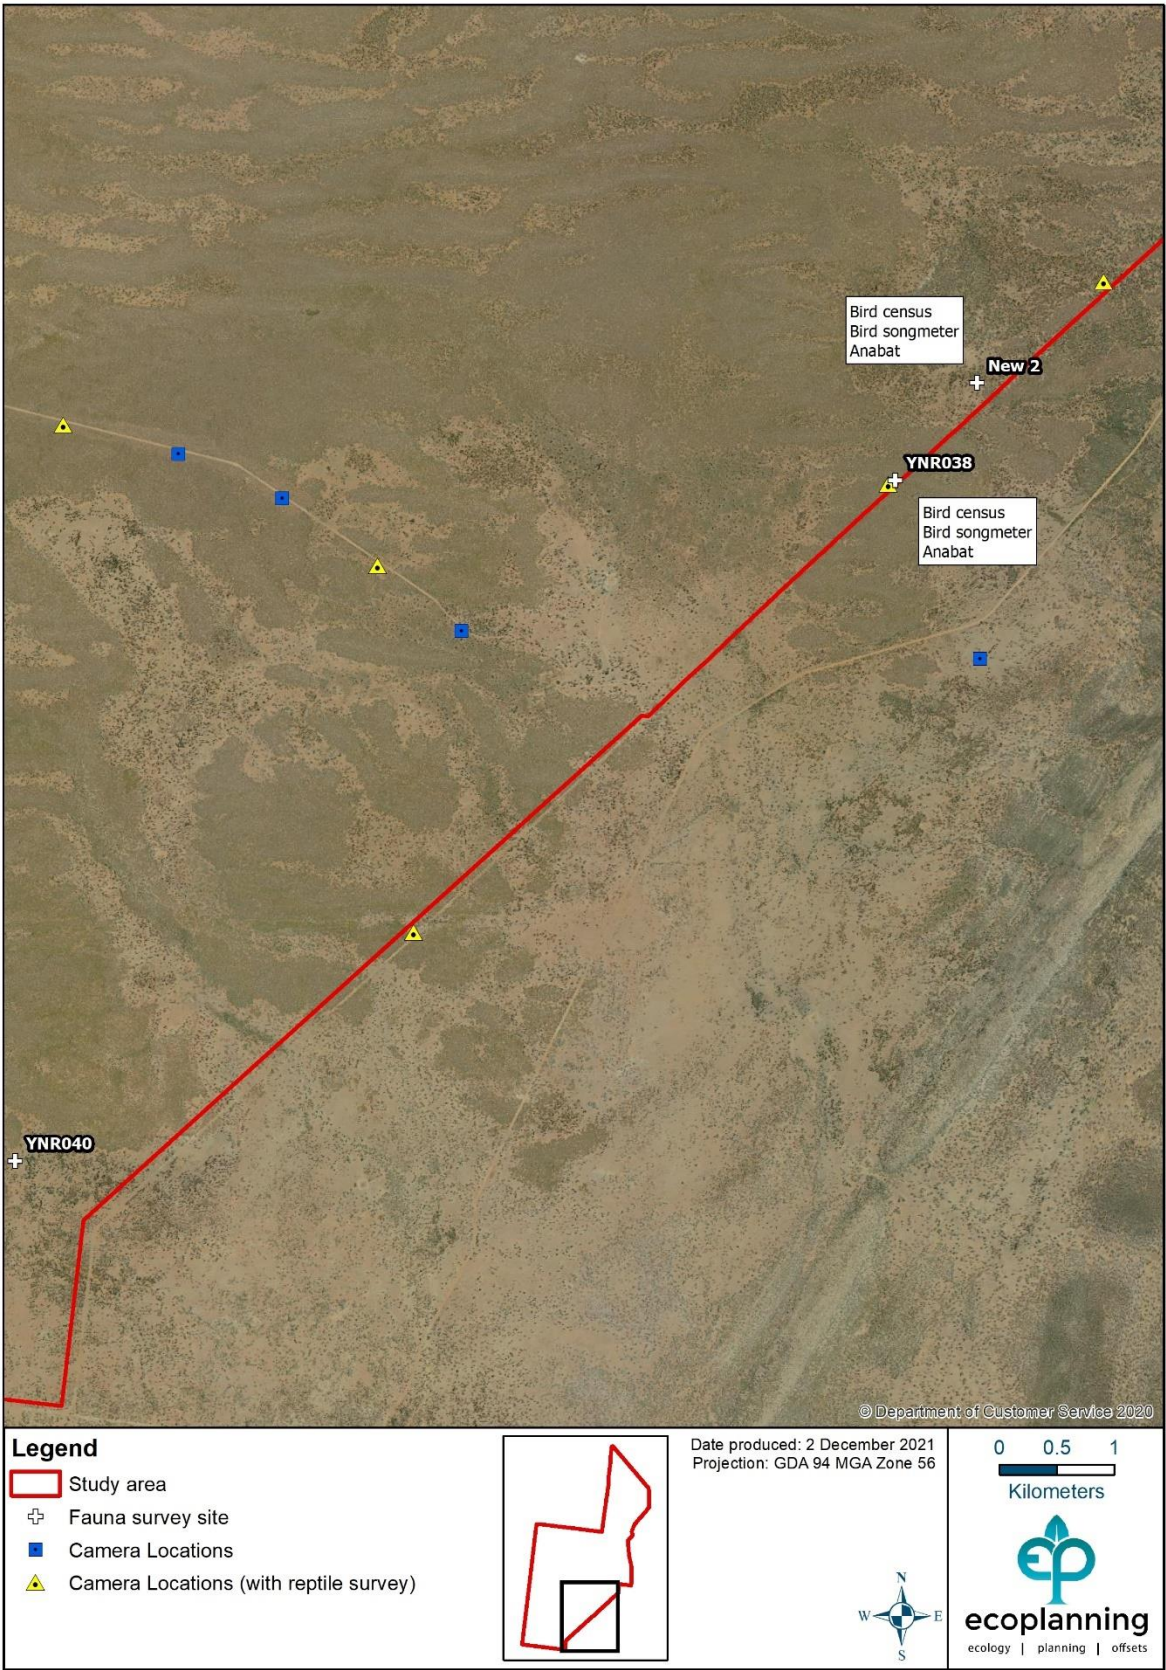 Bird census
Bird songmeter
Anabat
New 2
YNR038
Bird census
Bird songmeter
Anabat
YNR040
© Department of Customer Service 2020
Legend
Study area
Fauna survey site
Camera Locations
Camera Locations (with reptile survey)
Date produced: 2 December 2021
Projection: GDA 94 MGA Zone 56
N
W E
S
0 0.5 1
Kilometers
ep
ecoplanning
ecology | planning | offsets